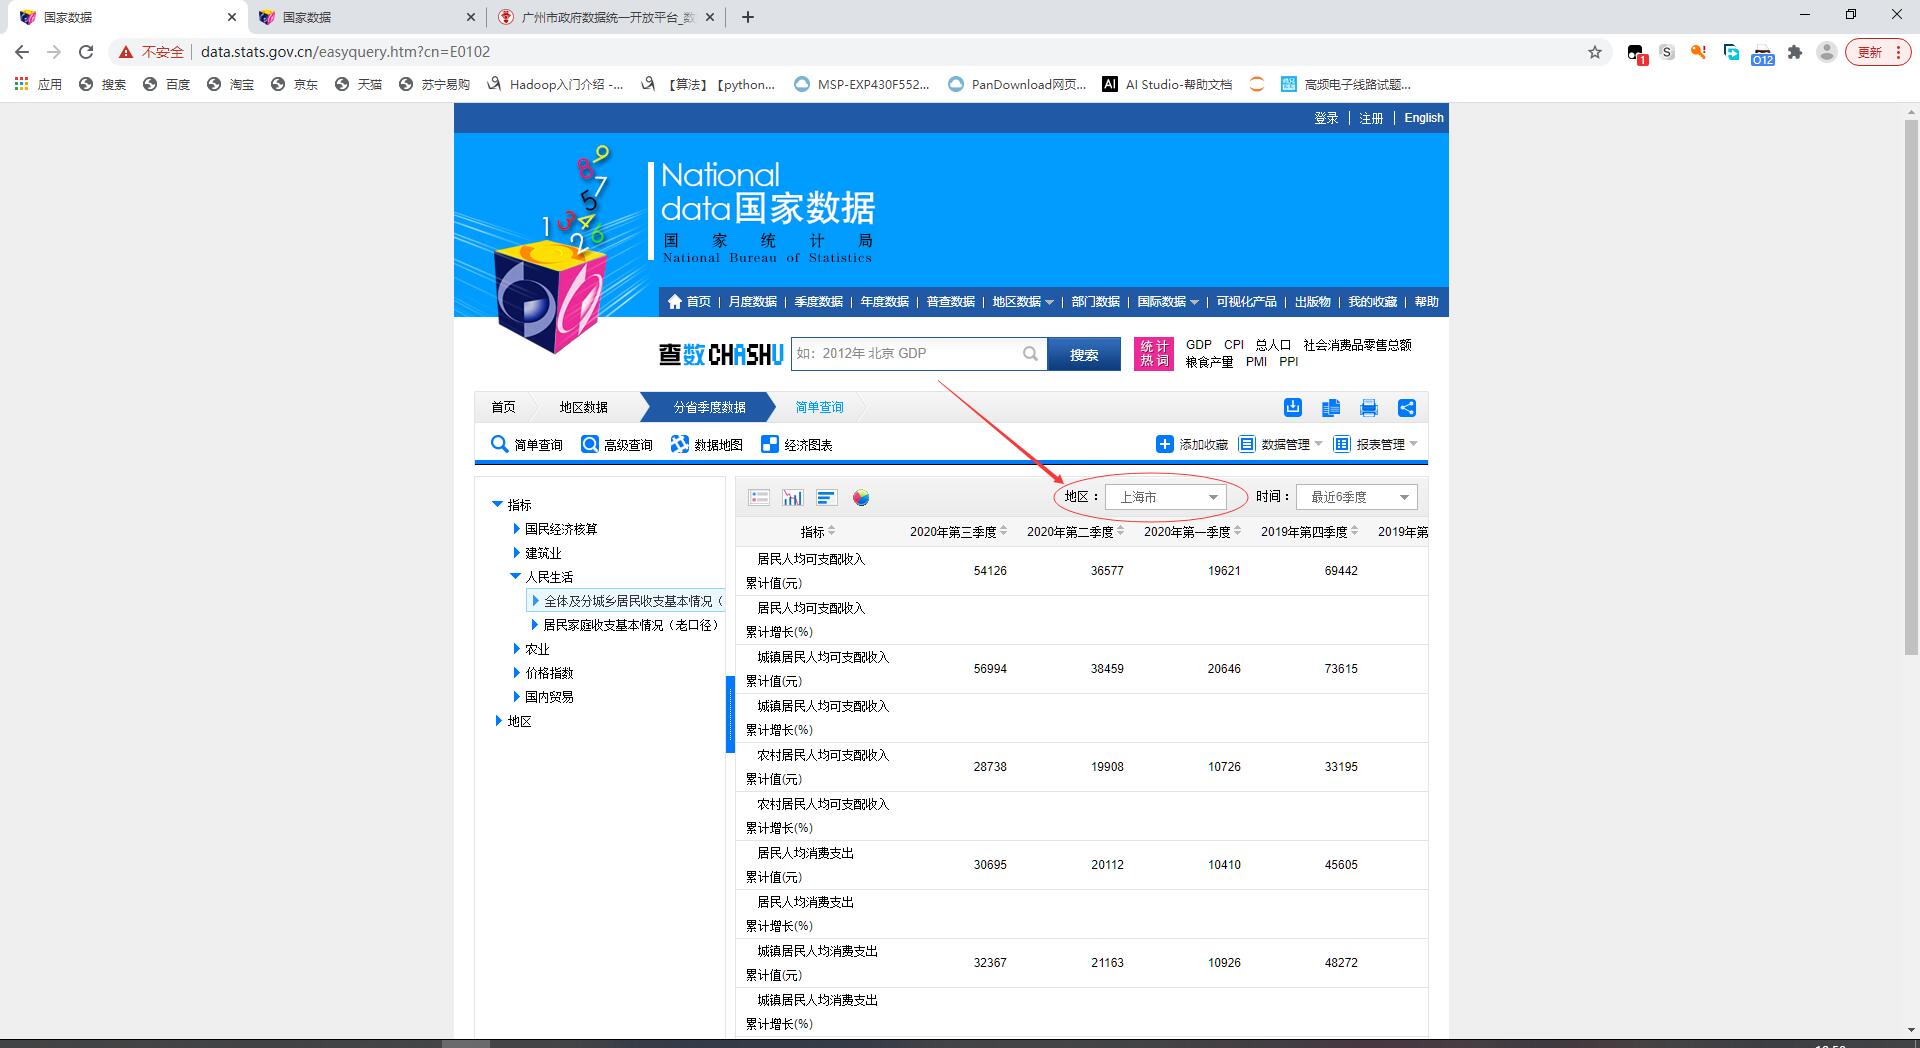 国家数据
国家数据
广州市政府数据统一开放平台_数
不安全
data.stats.gov.cn/easyquery.htm?cn=E0102
S
1
O12
更新
应用
搜索
百度
淘宝
京东
天猫
苏宁易购
Hadoop入门介绍 -...
【算法】【python...
MSP-EXP430F552...
PanDownload网页...
AI
AI Studio-帮助文档
高频电子线路试题...
登录 | 注册 | English
9
8
7
5
1 3 4
2 6
National
data国家数据
国家统计局
National Bureau of Statistics
首页 | 月度数据 | 季度数据 | 年度数据 | 普查数据 | 地区数据 | 部门数据 | 国际数据 | 可视化产品 | 出版物 | 我的收藏 | 帮助
查数CHASHU
如：2012年 北京 GDP
搜索
统计
热词
GDP CPI 总人口 社会消费品零售总额
粮食产量 PMI PPI
首页
地区数据
分省季度数据
简单查询
简单查询
高级查询
数据地图
经济图表
添加收藏
数据管理
报表管理
指标
国民经济核算
建筑业
人民生活
全体及分城乡居民收支基本情况（
居民家庭收支基本情况（老口径）
农业
价格指数
国内贸易
地区
地区： 上海市
时间： 最近6季度
指标 2020年第三季度 2020年第二季度 2020年第一季度 2019年第四季度 2019年第
居民人均可支配收入
累计值(元) 54126 36577 19621 69442
居民人均可支配收入
累计增长(%)
城镇居民人均可支配收入
累计值(元) 56994 38459 20646 73615
城镇居民人均可支配收入
累计增长(%)
农村居民人均可支配收入
累计值(元) 28738 19908 10726 33195
农村居民人均可支配收入
累计增长(%)
居民人均消费支出
累计值(元) 30695 20112 10410 45605
居民人均消费支出
累计增长(%)
城镇居民人均消费支出
累计值(元) 32367 21163 10926 48272
城镇居民人均消费支出
累计增长(%)